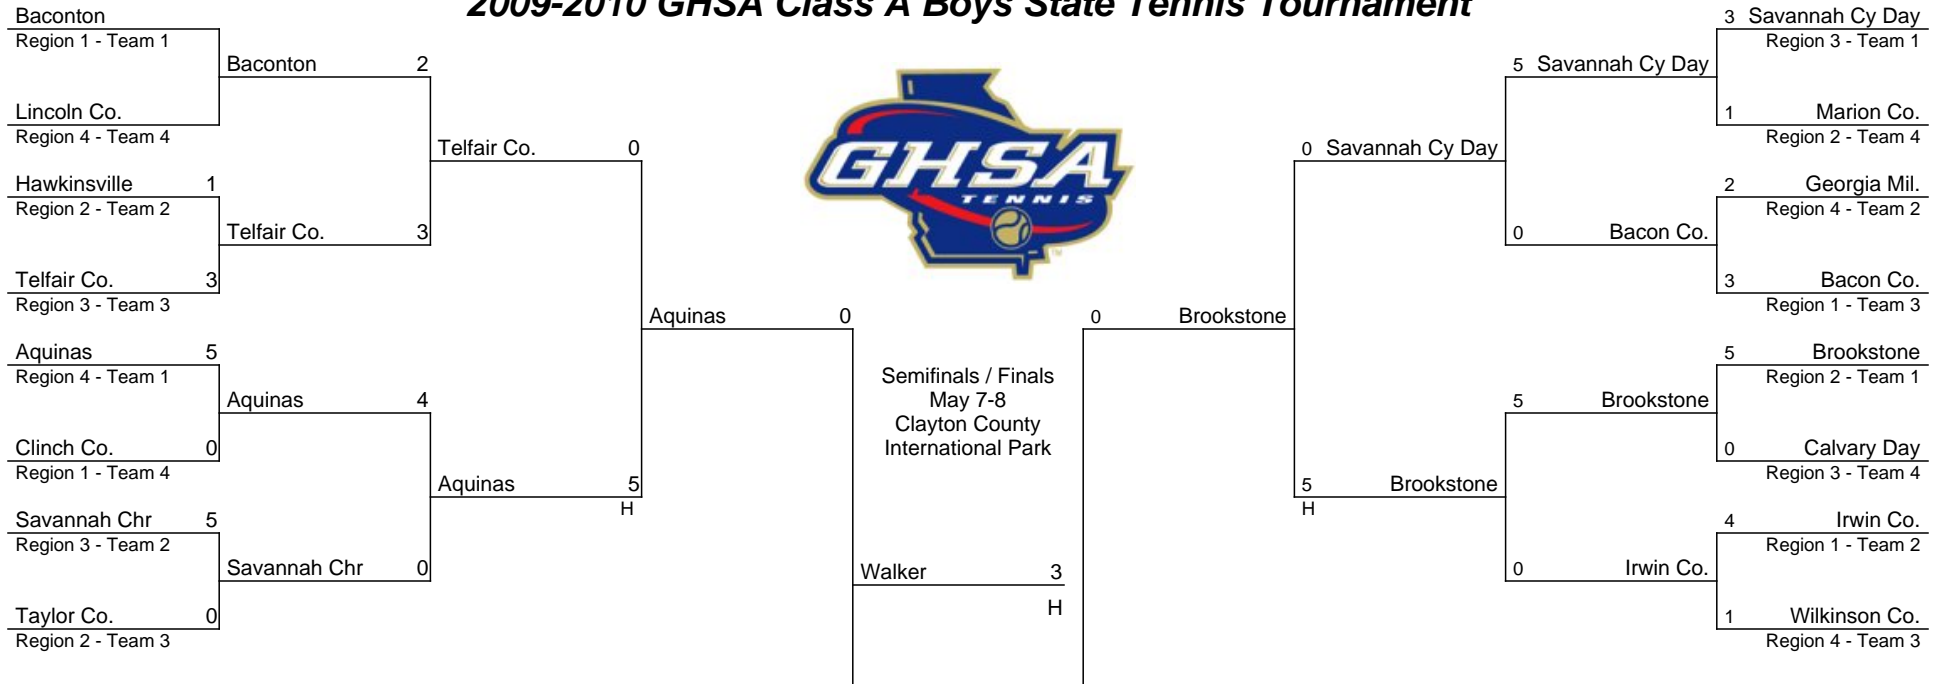 2009-2010 GHSA Class A Boys State Tennis Tournament
Baconton
Region 1 - Team 1
Baconton 2
Lincoln Co.
Region 4 - Team 4
Telfair Co. 0
Hawkinsville 1
Region 2 - Team 2
Telfair Co. 3
Telfair Co. 3
Region 3 - Team 3
Aquinas 0
Aquinas 5
Region 4 - Team 1
Aquinas 4
Clinch Co. 0
Region 1 - Team 4
Aquinas 5
H
Savannah Chr 5
Region 3 - Team 2
Savannah Chr 0
Taylor Co. 0
Region 2 - Team 3
GHSA
TENNIS
TM
Semifinals / Finals
May 7-8
Clayton County
International Park
Walker 3
H
3 Savannah Cy Day
Region 3 - Team 1
5 Savannah Cy Day
1 Marion Co.
Region 2 - Team 4
0 Savannah Cy Day
2 Georgia Mil.
Region 4 - Team 2
0 Bacon Co.
3 Bacon Co.
Region 1 - Team 3
0 Brookstone
5 Brookstone
Region 2 - Team 1
5 Brookstone
0 Calvary Day
Region 3 - Team 4
5 Brookstone
H
4 Irwin Co.
Region 1 - Team 2
0 Irwin Co.
1 Wilkinson Co.
Region 4 - Team 3